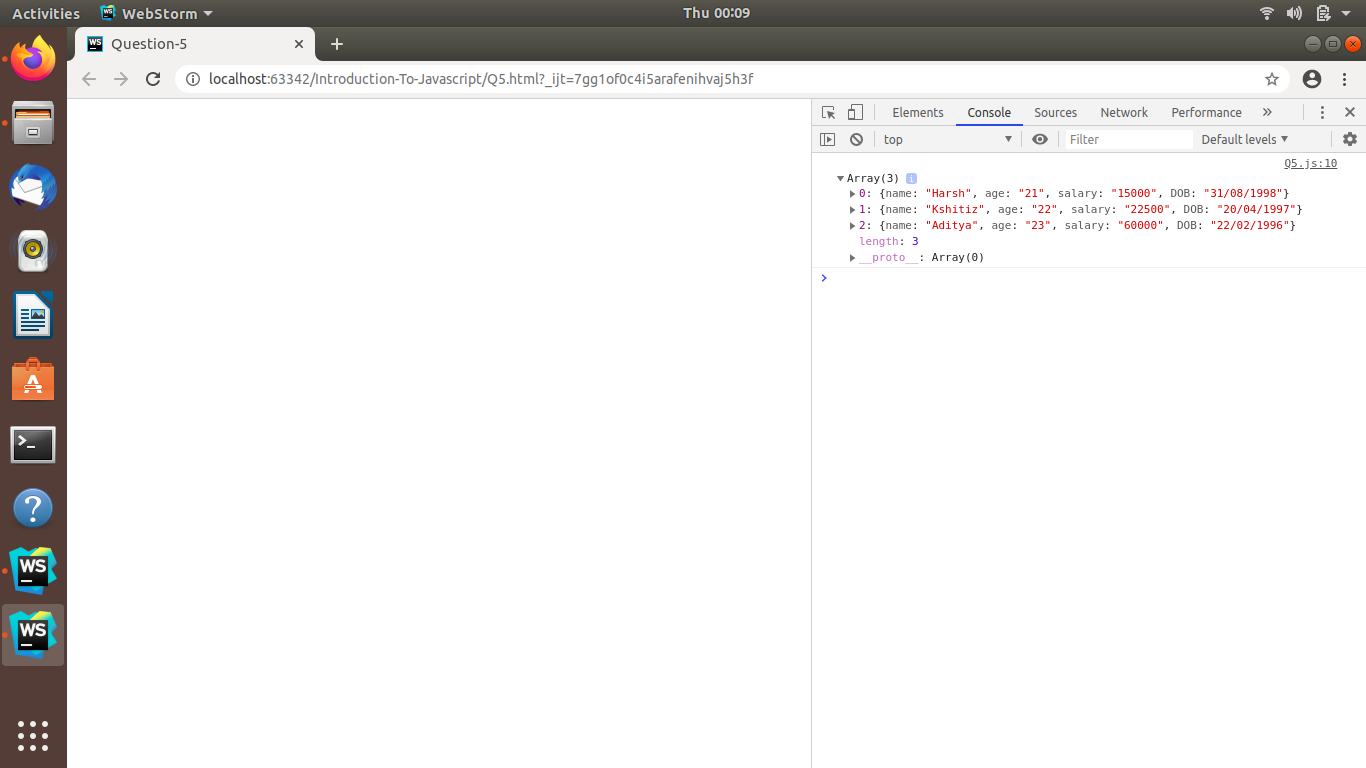 Activities WebStorm Thu 00:09
Question-5
localhost:63342/Introduction-To-Javascript/Q5.html?_ijt=7gg1of0c4i5arafenihvaj5h3f
Elements Console Sources Network Performance »
top Filter Default levels
Q5.js:10
Array(3) i
0: {name: "Harsh", age: "21", salary: "15000", DOB: "31/08/1998"}
1: {name: "Kshitiz", age: "22", salary: "22500", DOB: "20/04/1997"}
2: {name: "Aditya", age: "23", salary: "60000", DOB: "22/02/1996"}
length: 3
__proto__: Array(0)
WS
WS